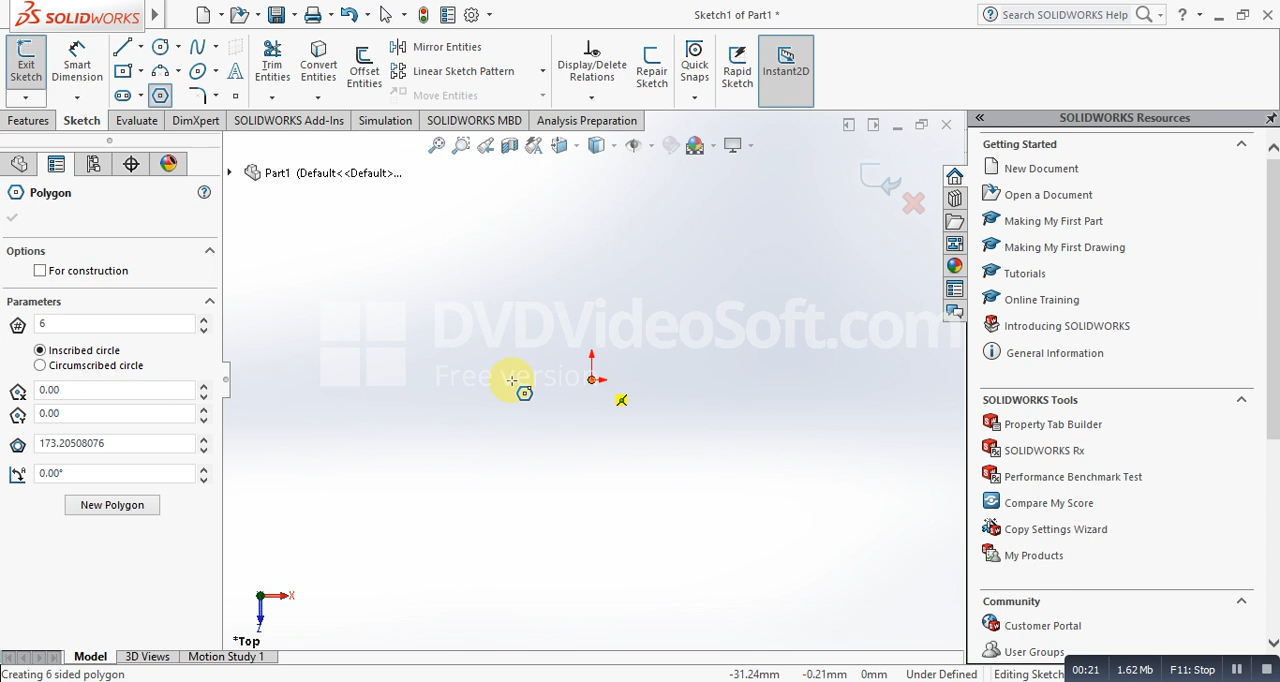 SOLIDWORKS
Sketch1 of Part1 *
Search SOLIDWORKS Help
?
Exit Sketch
Smart Dimension
Trim Entities
Convert Entities
Offset Entities
Mirror Entities
Linear Sketch Pattern
Move Entities
Display/Delete Relations
Repair Sketch
Quick Snaps
Rapid Sketch
Instant2D
Features
Sketch
Evaluate
DimXpert
SOLIDWORKS Add-Ins
Simulation
SOLIDWORKS MBD
Analysis Preparation
Polygon
Options
For construction
Parameters
6
Inscribed circle
Circumscribed circle
0.00
0.00
173.20508076
0.00°
New Polygon
Part1 (Default<<Default>...
DVDVideoSoft.com
Free version
X
Z
*Top
SOLIDWORKS Resources
Getting Started
New Document
Open a Document
Making My First Part
Making My First Drawing
Tutorials
Online Training
Introducing SOLIDWORKS
General Information
SOLIDWORKS Tools
Property Tab Builder
SOLIDWORKS Rx
Performance Benchmark Test
Compare My Score
Copy Settings Wizard
My Products
Community
Customer Portal
User Groups
Model
3D Views
Motion Study 1
Creating 6 sided polygon
-31.24mm
-0.21mm
0mm
Under Defined
Editing Sketch
00:21
1.62 Mb
F11: Stop